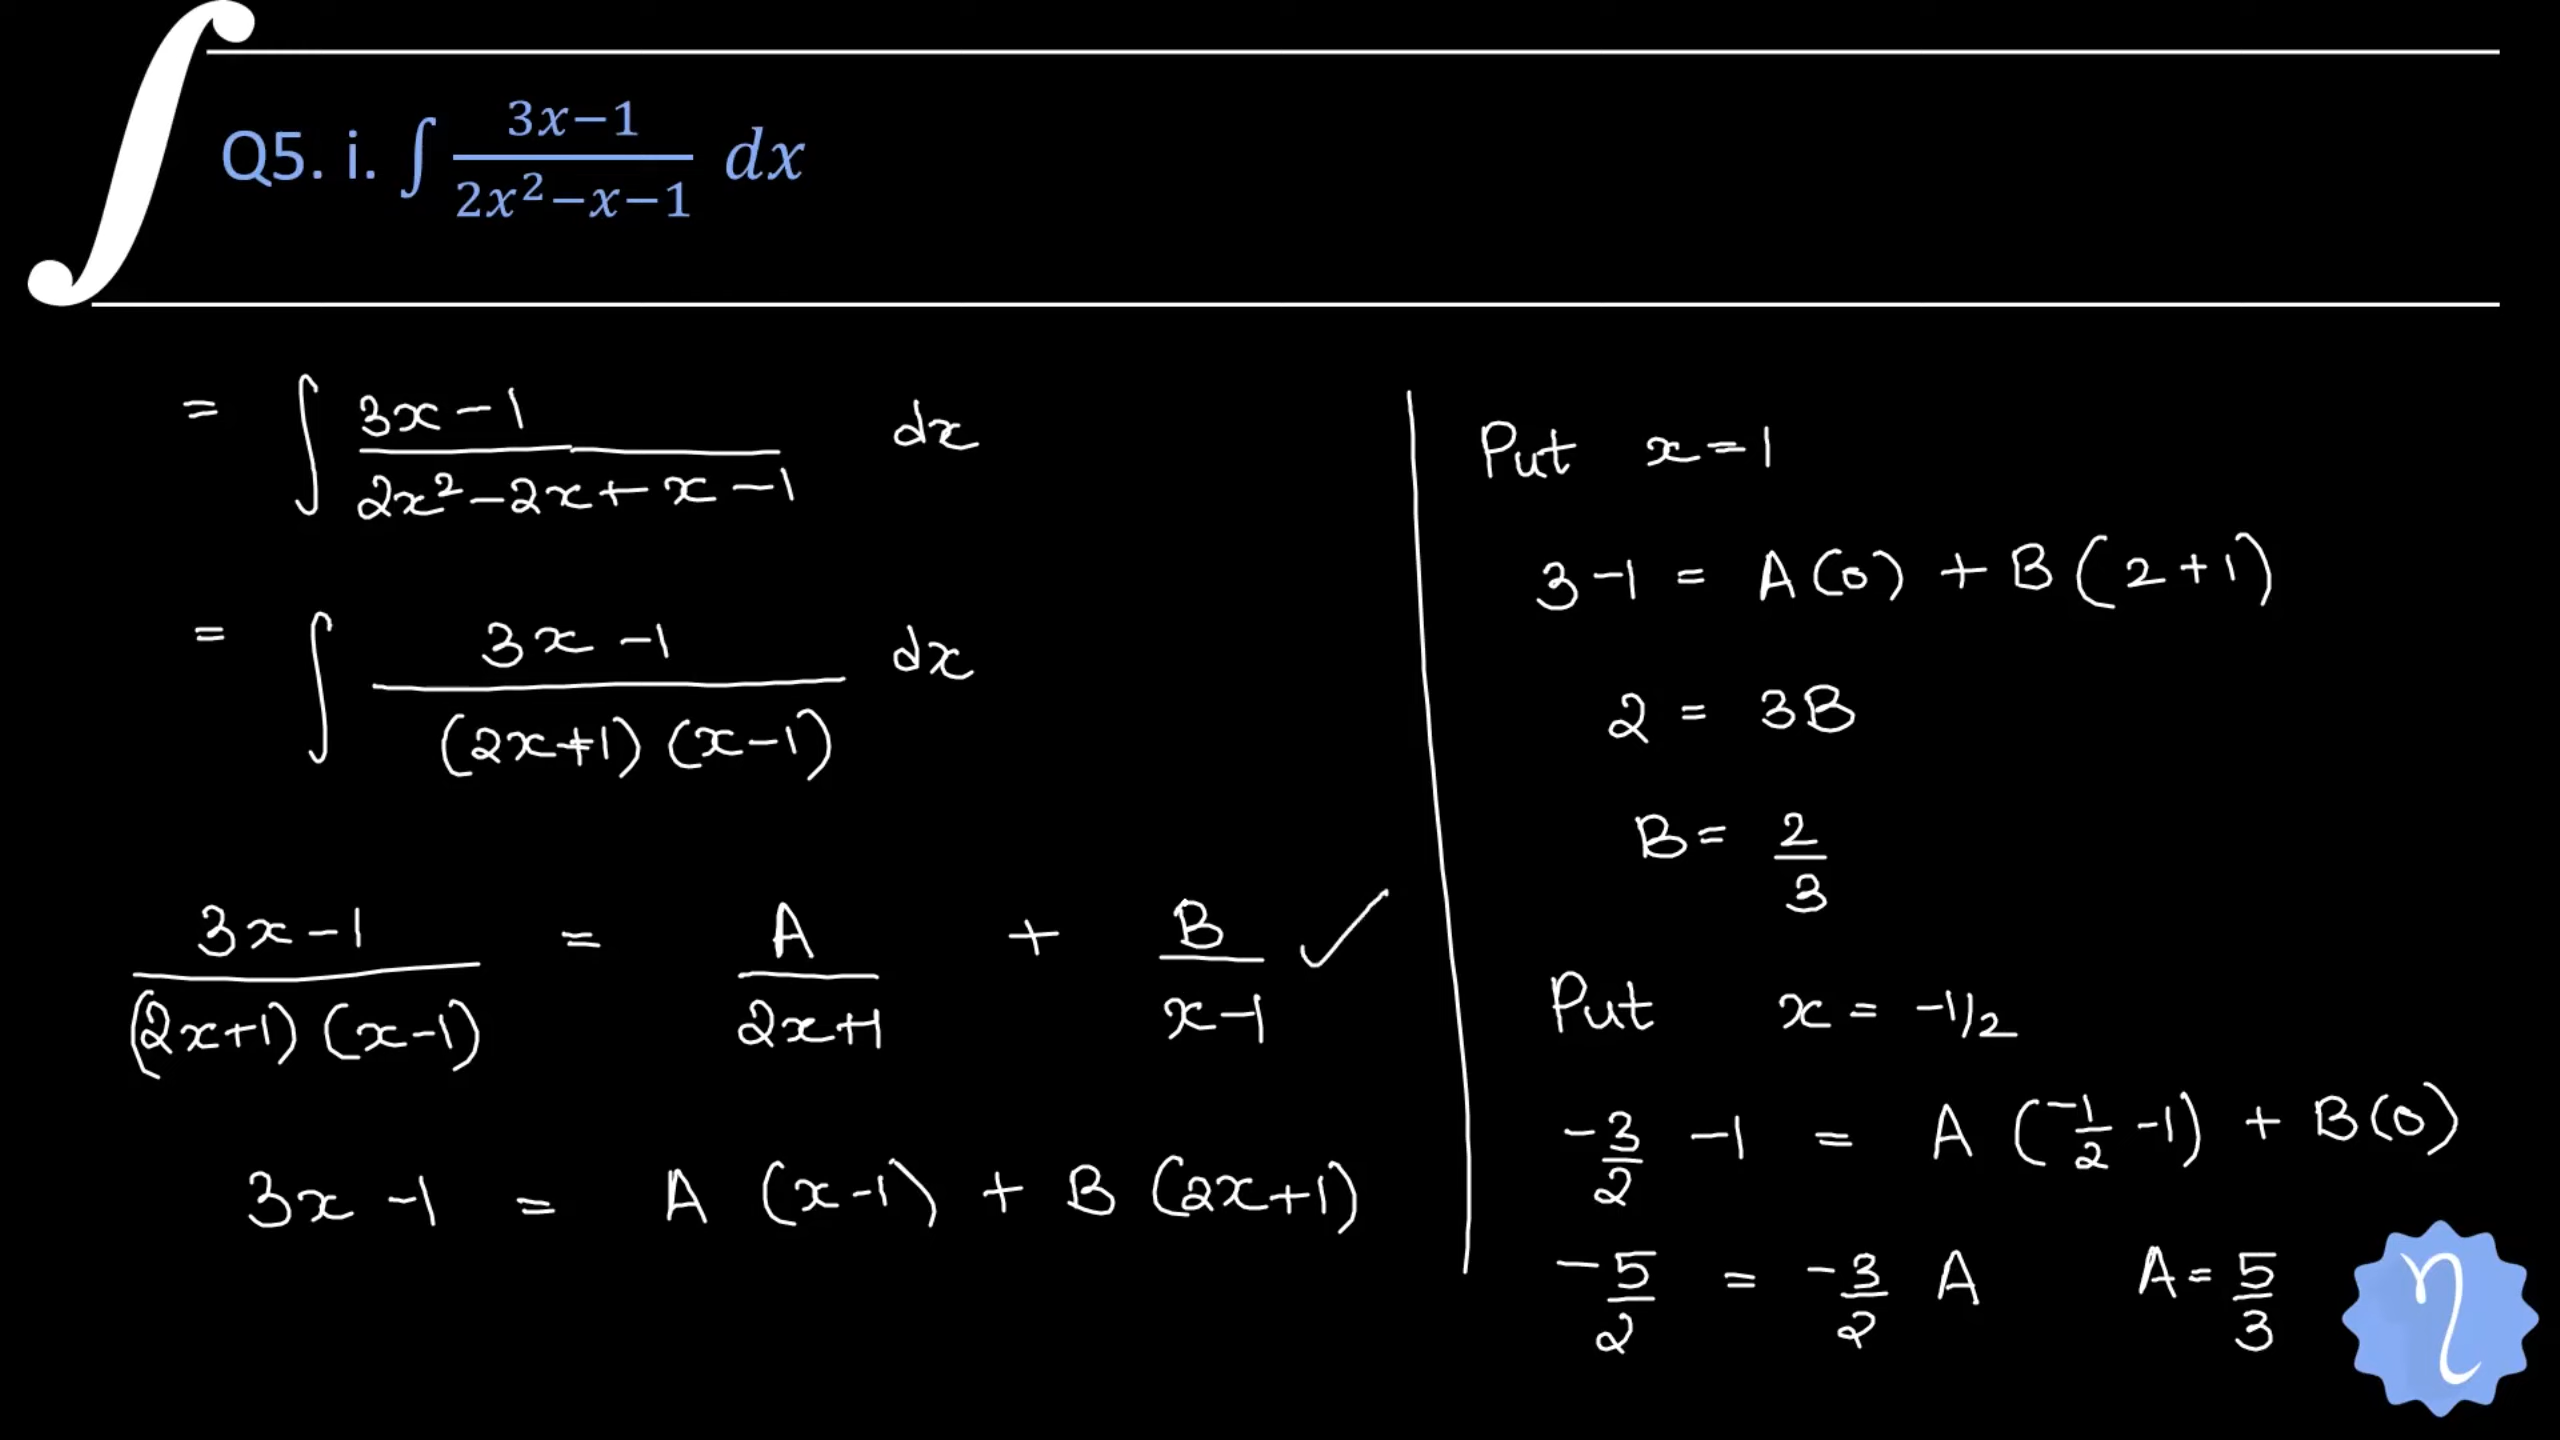 Q5. i. ∫ (3x−1)/(2x²−x−1) dx
= ∫ (3x−1)/(2x²−2x+x−1) dx
= ∫ (3x−1)/((2x+1)(x−1)) dx
(3x−1)/((2x+1)(x−1)) = A/(2x+1) + B/(x−1) ✓
3x−1 = A(x−1) + B(2x+1)
Put x=1
3−1 = A(0) + B(2+1)
2 = 3B
B = 2/3
Put x = −1/2
−3/2 −1 = A(−1/2 −1) + B(0)
−5/2 = −3/2 A A = 5/3
η